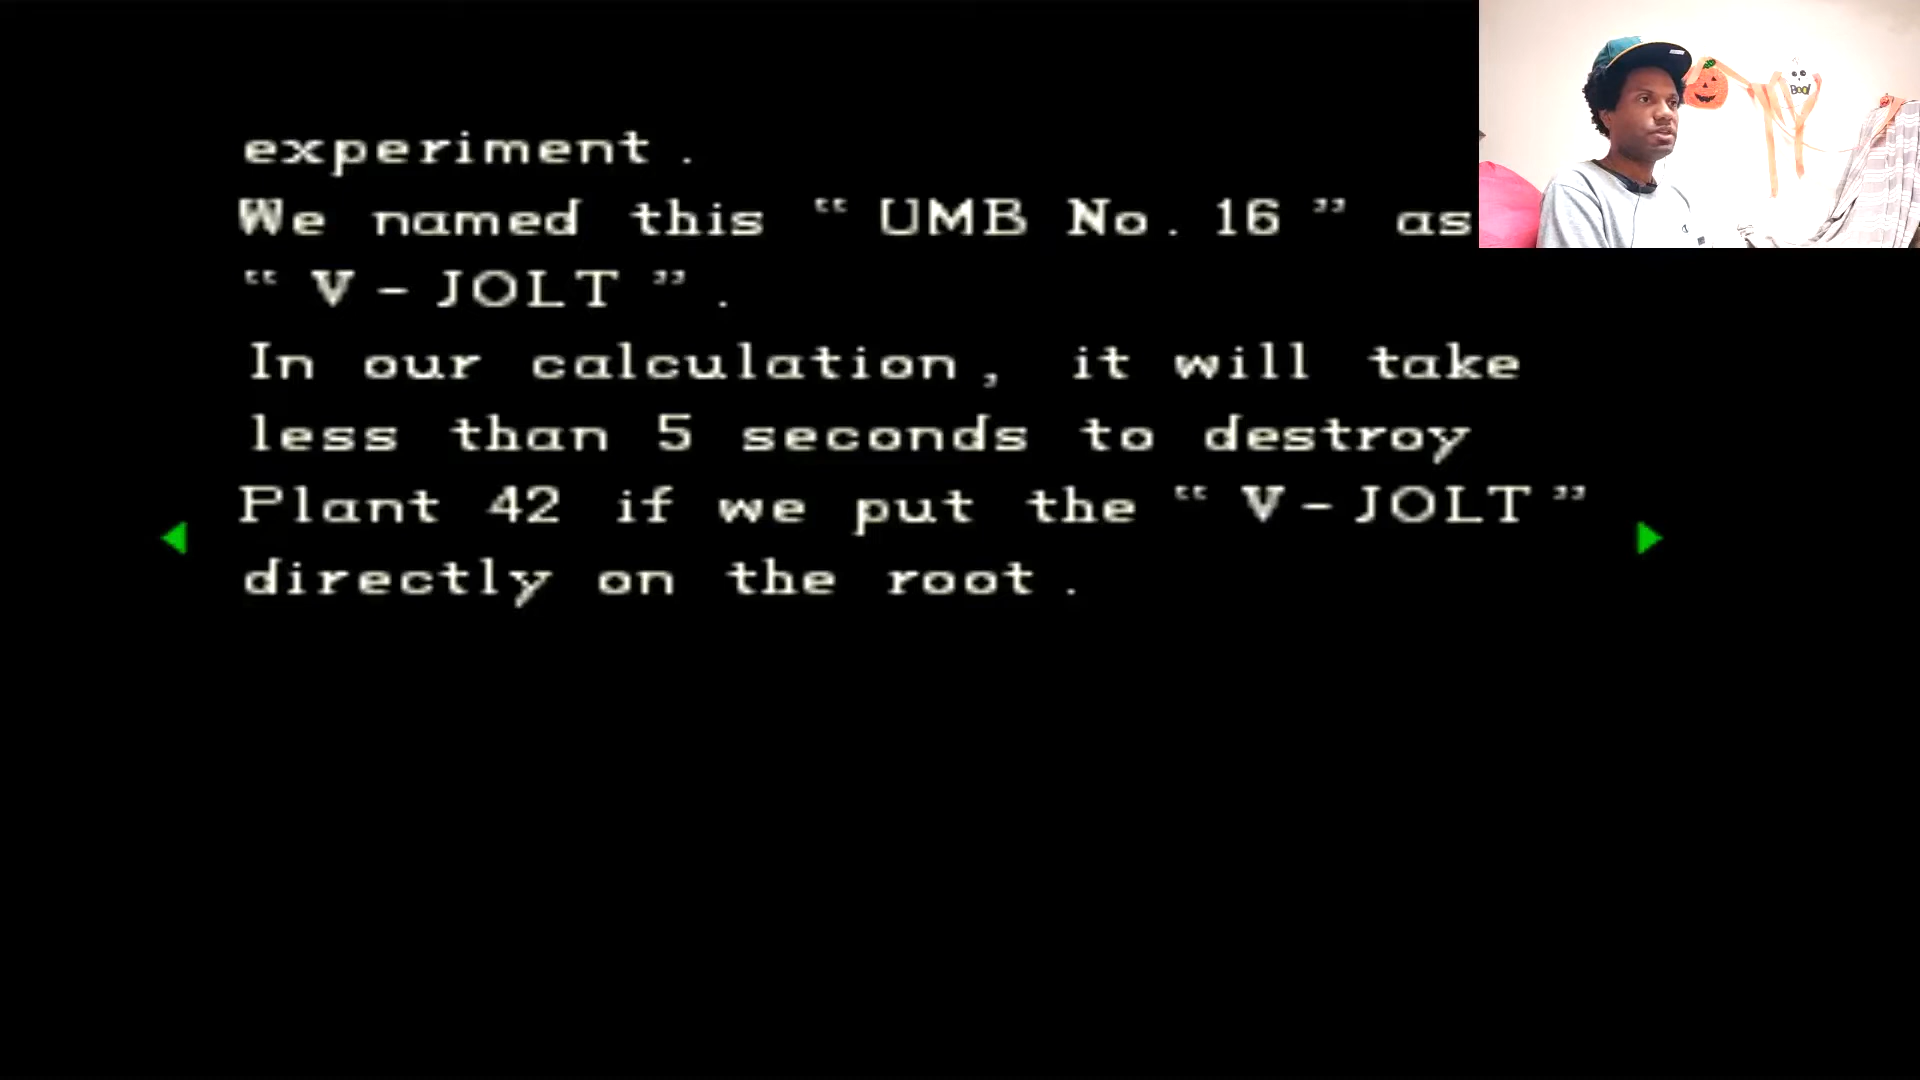 experiment .
We named this “ UMB No. 16 ” as
“ V - JOLT ” .
In our calculation, it will take
less than 5 seconds to destroy
Plant 42 if we put the “ V - JOLT ”
directly on the root .
Boo!